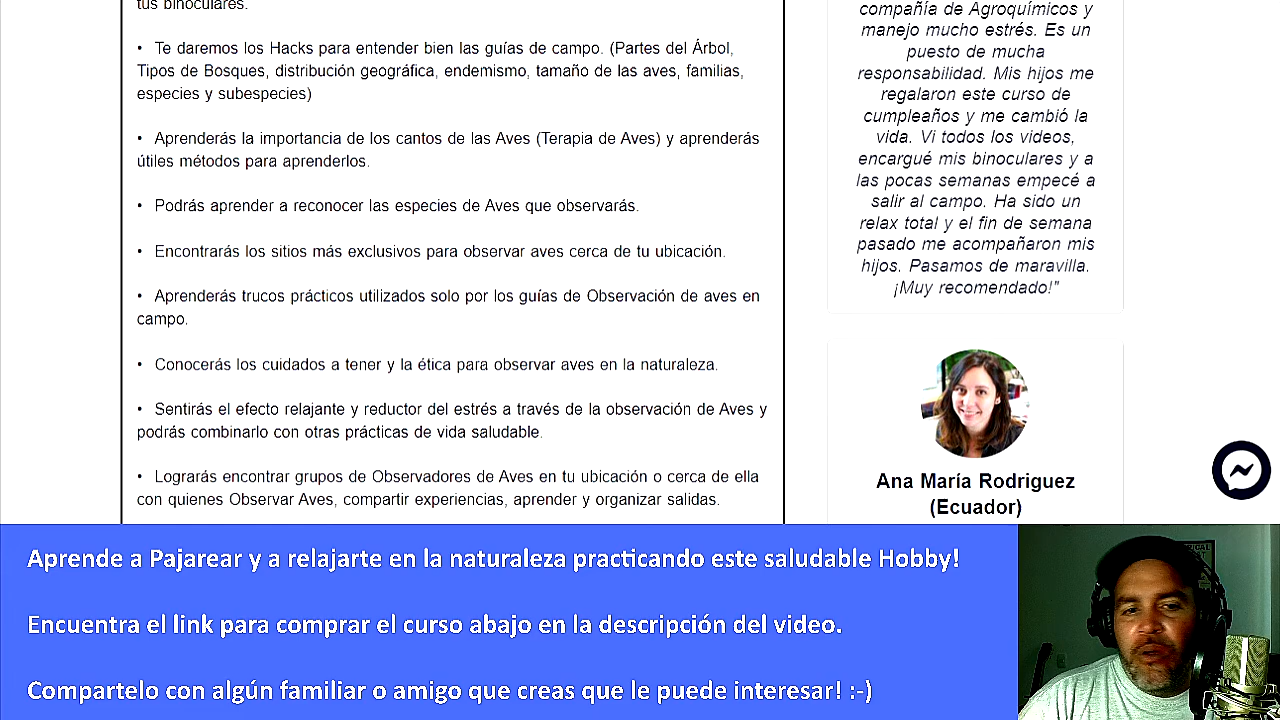 tus binoculares.
• Te daremos los Hacks para entender bien las guías de campo. (Partes del Árbol,
Tipos de Bosques, distribución geográfica, endemismo, tamaño de las aves, familias,
especies y subespecies)
• Aprenderás la importancia de los cantos de las Aves (Terapia de Aves) y aprenderás
útiles métodos para aprenderlos.
• Podrás aprender a reconocer las especies de Aves que observarás.
• Encontrarás los sitios más exclusivos para observar aves cerca de tu ubicación.
• Aprenderás trucos prácticos utilizados solo por los guías de Observación de aves en
campo.
• Conocerás los cuidados a tener y la ética para observar aves en la naturaleza.
• Sentirás el efecto relajante y reductor del estrés a través de la observación de Aves y
podrás combinarlo con otras prácticas de vida saludable.
• Lograrás encontrar grupos de Observadores de Aves en tu ubicación o cerca de ella
con quienes Observar Aves, compartir experiencias, aprender y organizar salidas.
compañía de Agroquímicos y
manejo mucho estrés. Es un
puesto de mucha
responsabilidad. Mis hijos me
regalaron este curso de
cumpleaños y me cambió la
vida. Vi todos los videos,
encargué mis binoculares y a
las pocas semanas empecé a
salir al campo. Ha sido un
relax total y el fin de semana
pasado me acompañaron mis
hijos. Pasamos de maravilla.
¡Muy recomendado!"
Ana María Rodriguez
(Ecuador)
Aprende a Pajarear y a relajarte en la naturaleza practicando este saludable Hobby!
Encuentra el link para comprar el curso abajo en la descripción del video.
Compartelo con algún familiar o amigo que creas que le puede interesar! :-)